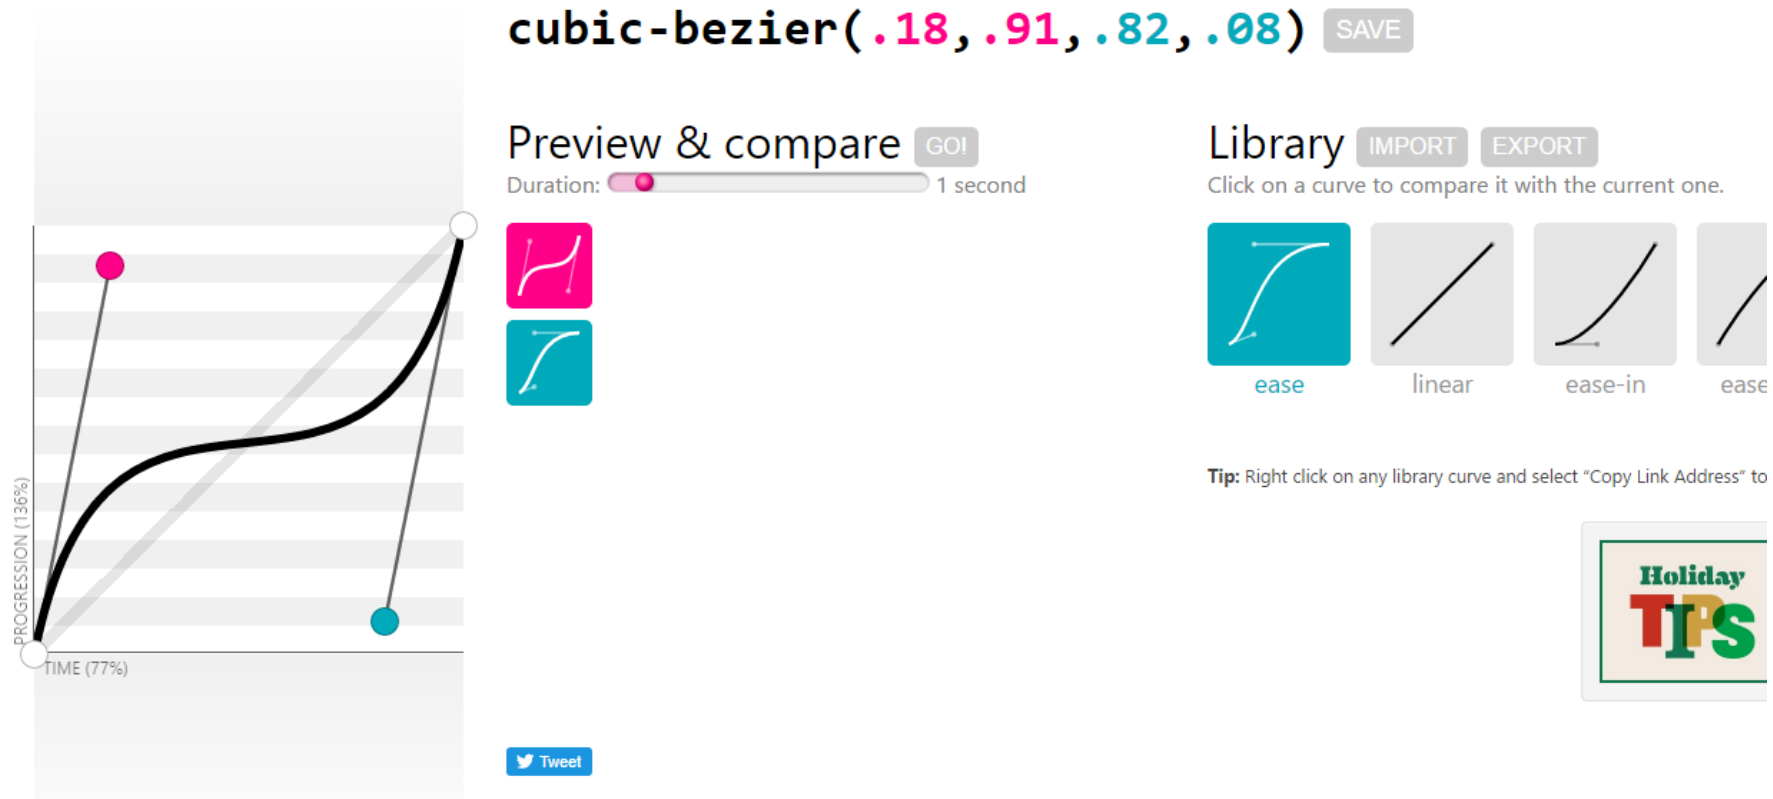 cubic-bezier(.18,.91,.82,.08) SAVE
Preview & compare GO!
Duration: 1 second
Library IMPORT EXPORT
Click on a curve to compare it with the current one.
ease linear ease-in ease
Tip: Right click on any library curve and select “Copy Link Address” to
PROGRESSION (136%)
TIME (77%)
Holiday
TIPS
Tweet